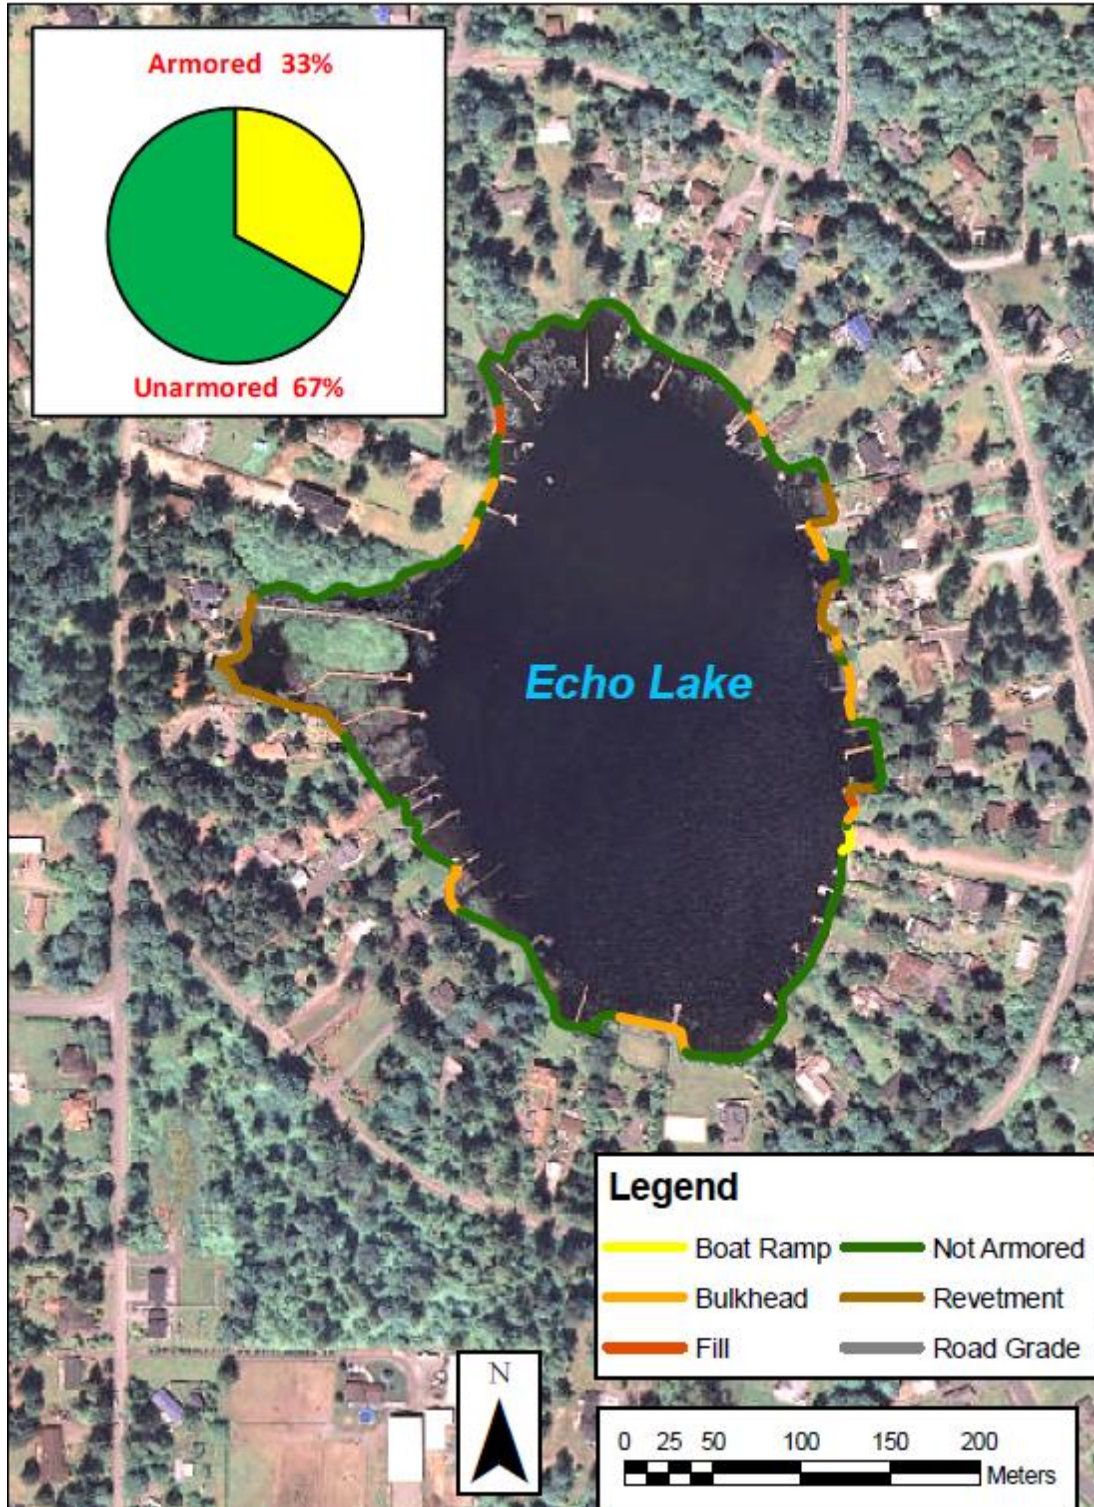 Armored 33%
Unarmored 67%
Echo Lake
Legend
Boat Ramp Not Armored
Bulkhead Revetment
Fill Road Grade
N
0 25 50 100 150 200
Meters